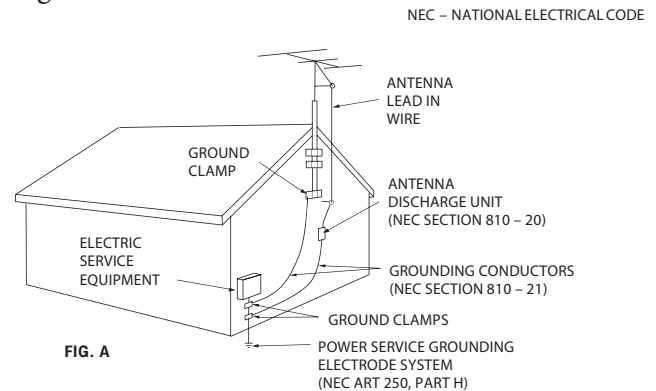 NEC – NATIONAL ELECTRICAL CODE
ANTENNA
LEAD IN
WIRE
GROUND
CLAMP
ANTENNA
DISCHARGE UNIT
(NEC SECTION 810 – 20)
ELECTRIC
SERVICE
EQUIPMENT
GROUNDING CONDUCTORS
(NEC SECTION 810 – 21)
GROUND CLAMPS
FIG. A
POWER SERVICE GROUNDING
ELECTRODE SYSTEM
(NEC ART 250, PART H)